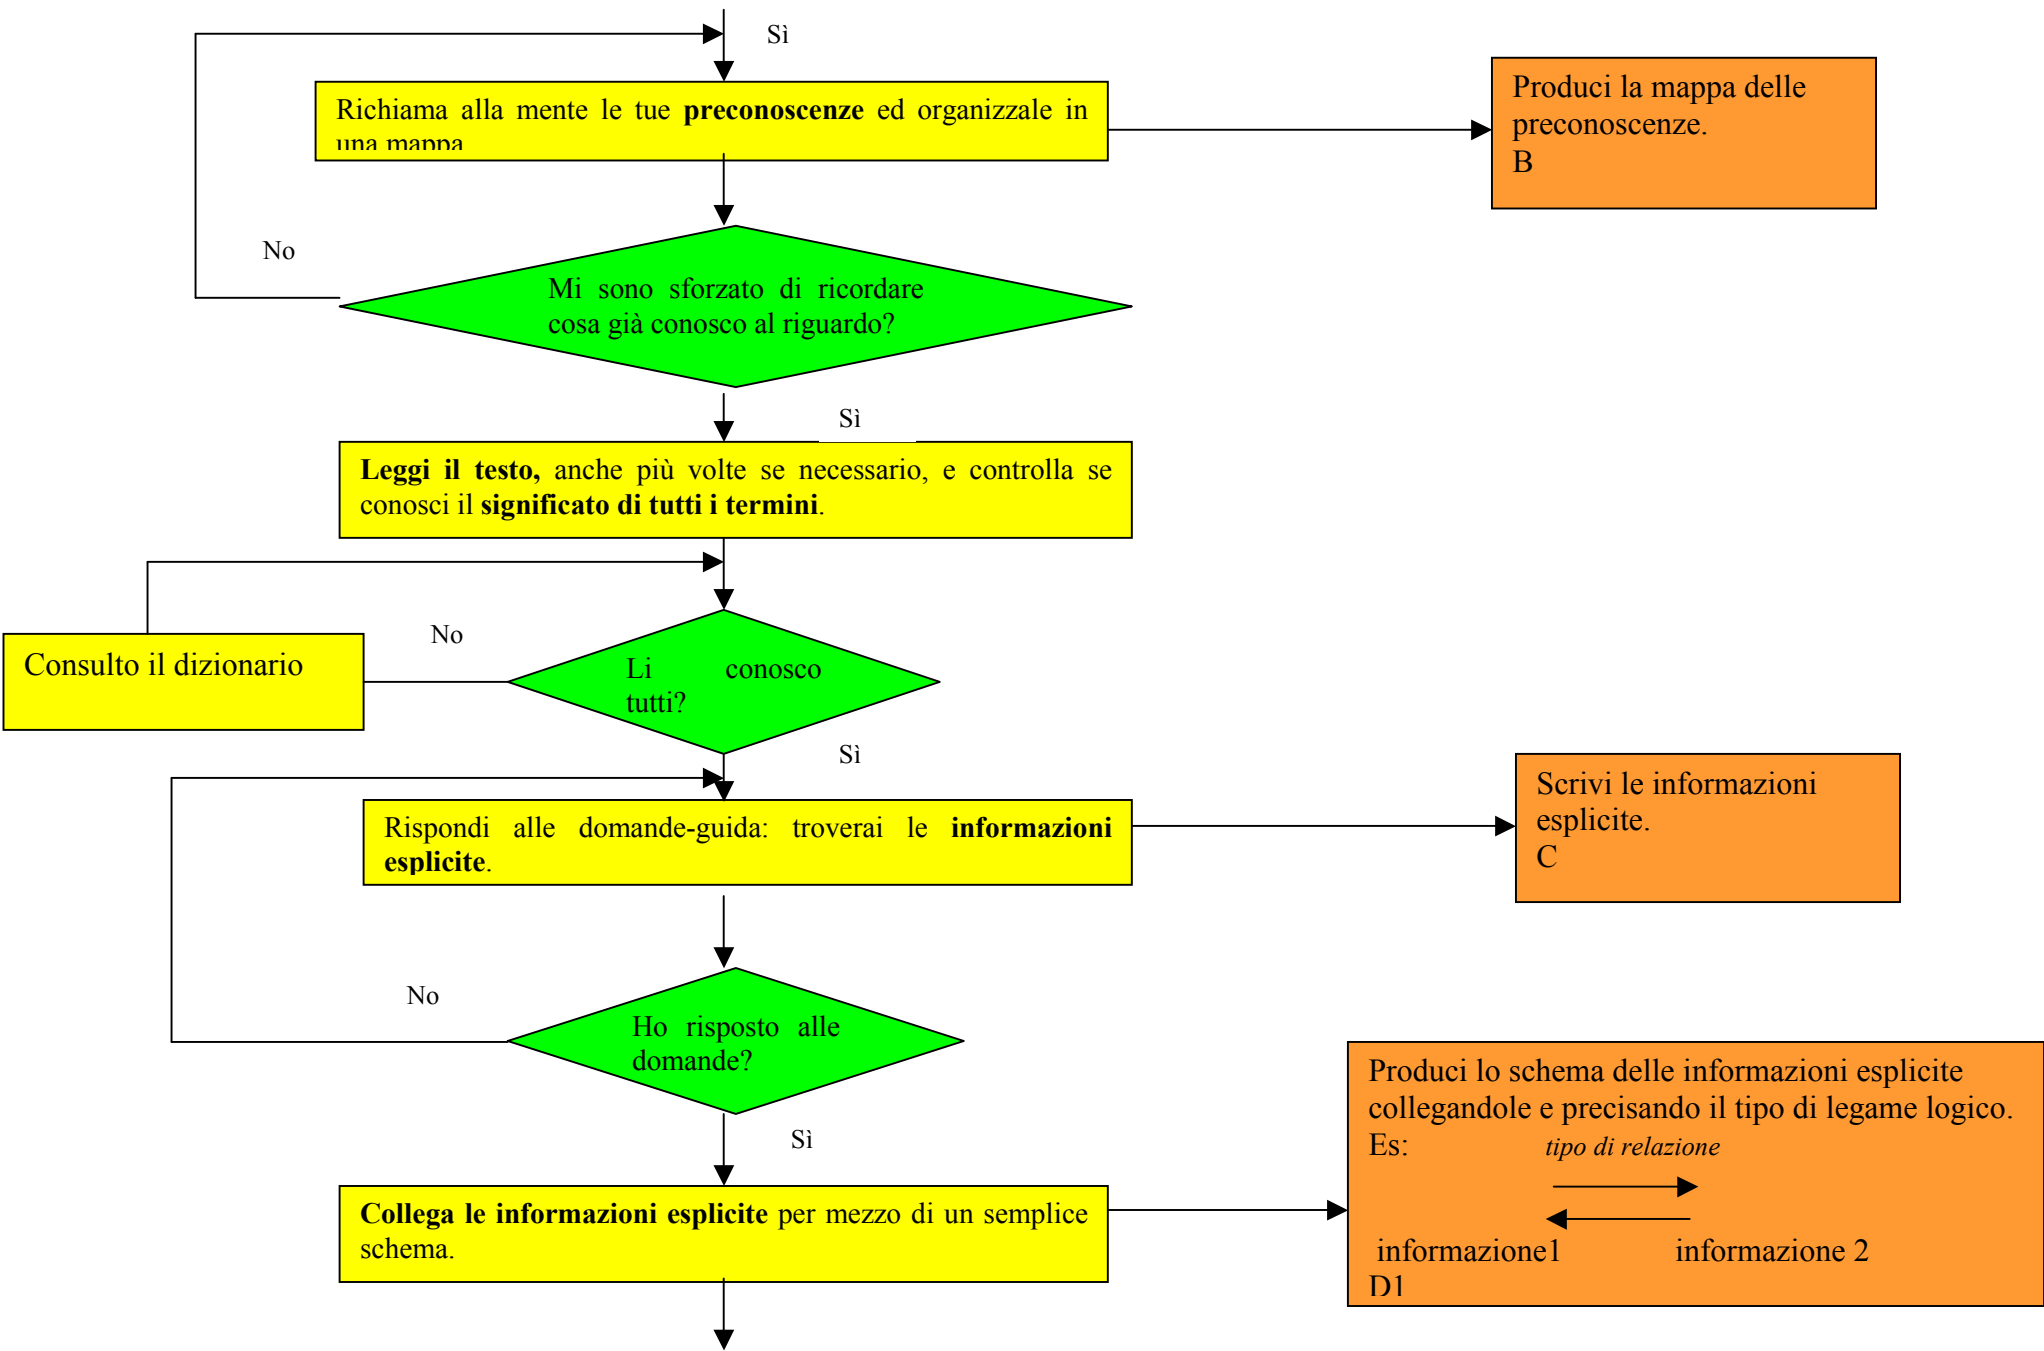 Sì
Richiama alla mente le tue preconoscenze ed organizzale in
una mappa
Produci la mappa delle
preconoscenze.
B
No
Mi sono sforzato di ricordare
cosa già conosco al riguardo?
Sì
Leggi il testo, anche più volte se necessario, e controlla se
conosci il significato di tutti i termini.
No
Consulto il dizionario
Li conosco
tutti?
Sì
Rispondi alle domande-guida: troverai le informazioni
esplicite.
Scrivi le informazioni
esplicite.
C
No
Ho risposto alle
domande?
Sì
Collega le informazioni esplicite per mezzo di un semplice
schema.
Produci lo schema delle informazioni esplicite
collegandole e precisando il tipo di legame logico.
Es: tipo di relazione
informazione1 informazione 2
D1